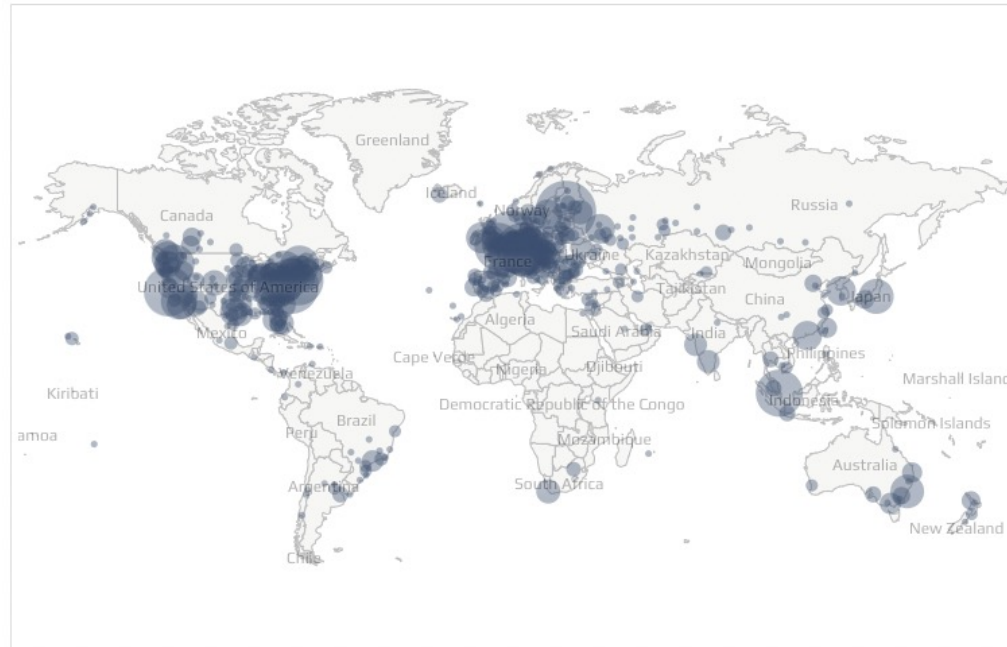 Greenland
Iceland
Canada
Norway
Russia
France
Ukraine
Kazakhstan
Mongolia
United States of America
Tajikistan
China
Japan
Mexico
Algeria
Saudi Arabia
India
Cape Verde
Nigeria
Djibouti
Philippines
Venezuela
Marshall Islan
Kiribati
Democratic Republic of the Congo
Indonesia
Brazil
Solomon Islands
amoa
Peru
Mozambique
Australia
Argentina
South Africa
New Zealand
Chile